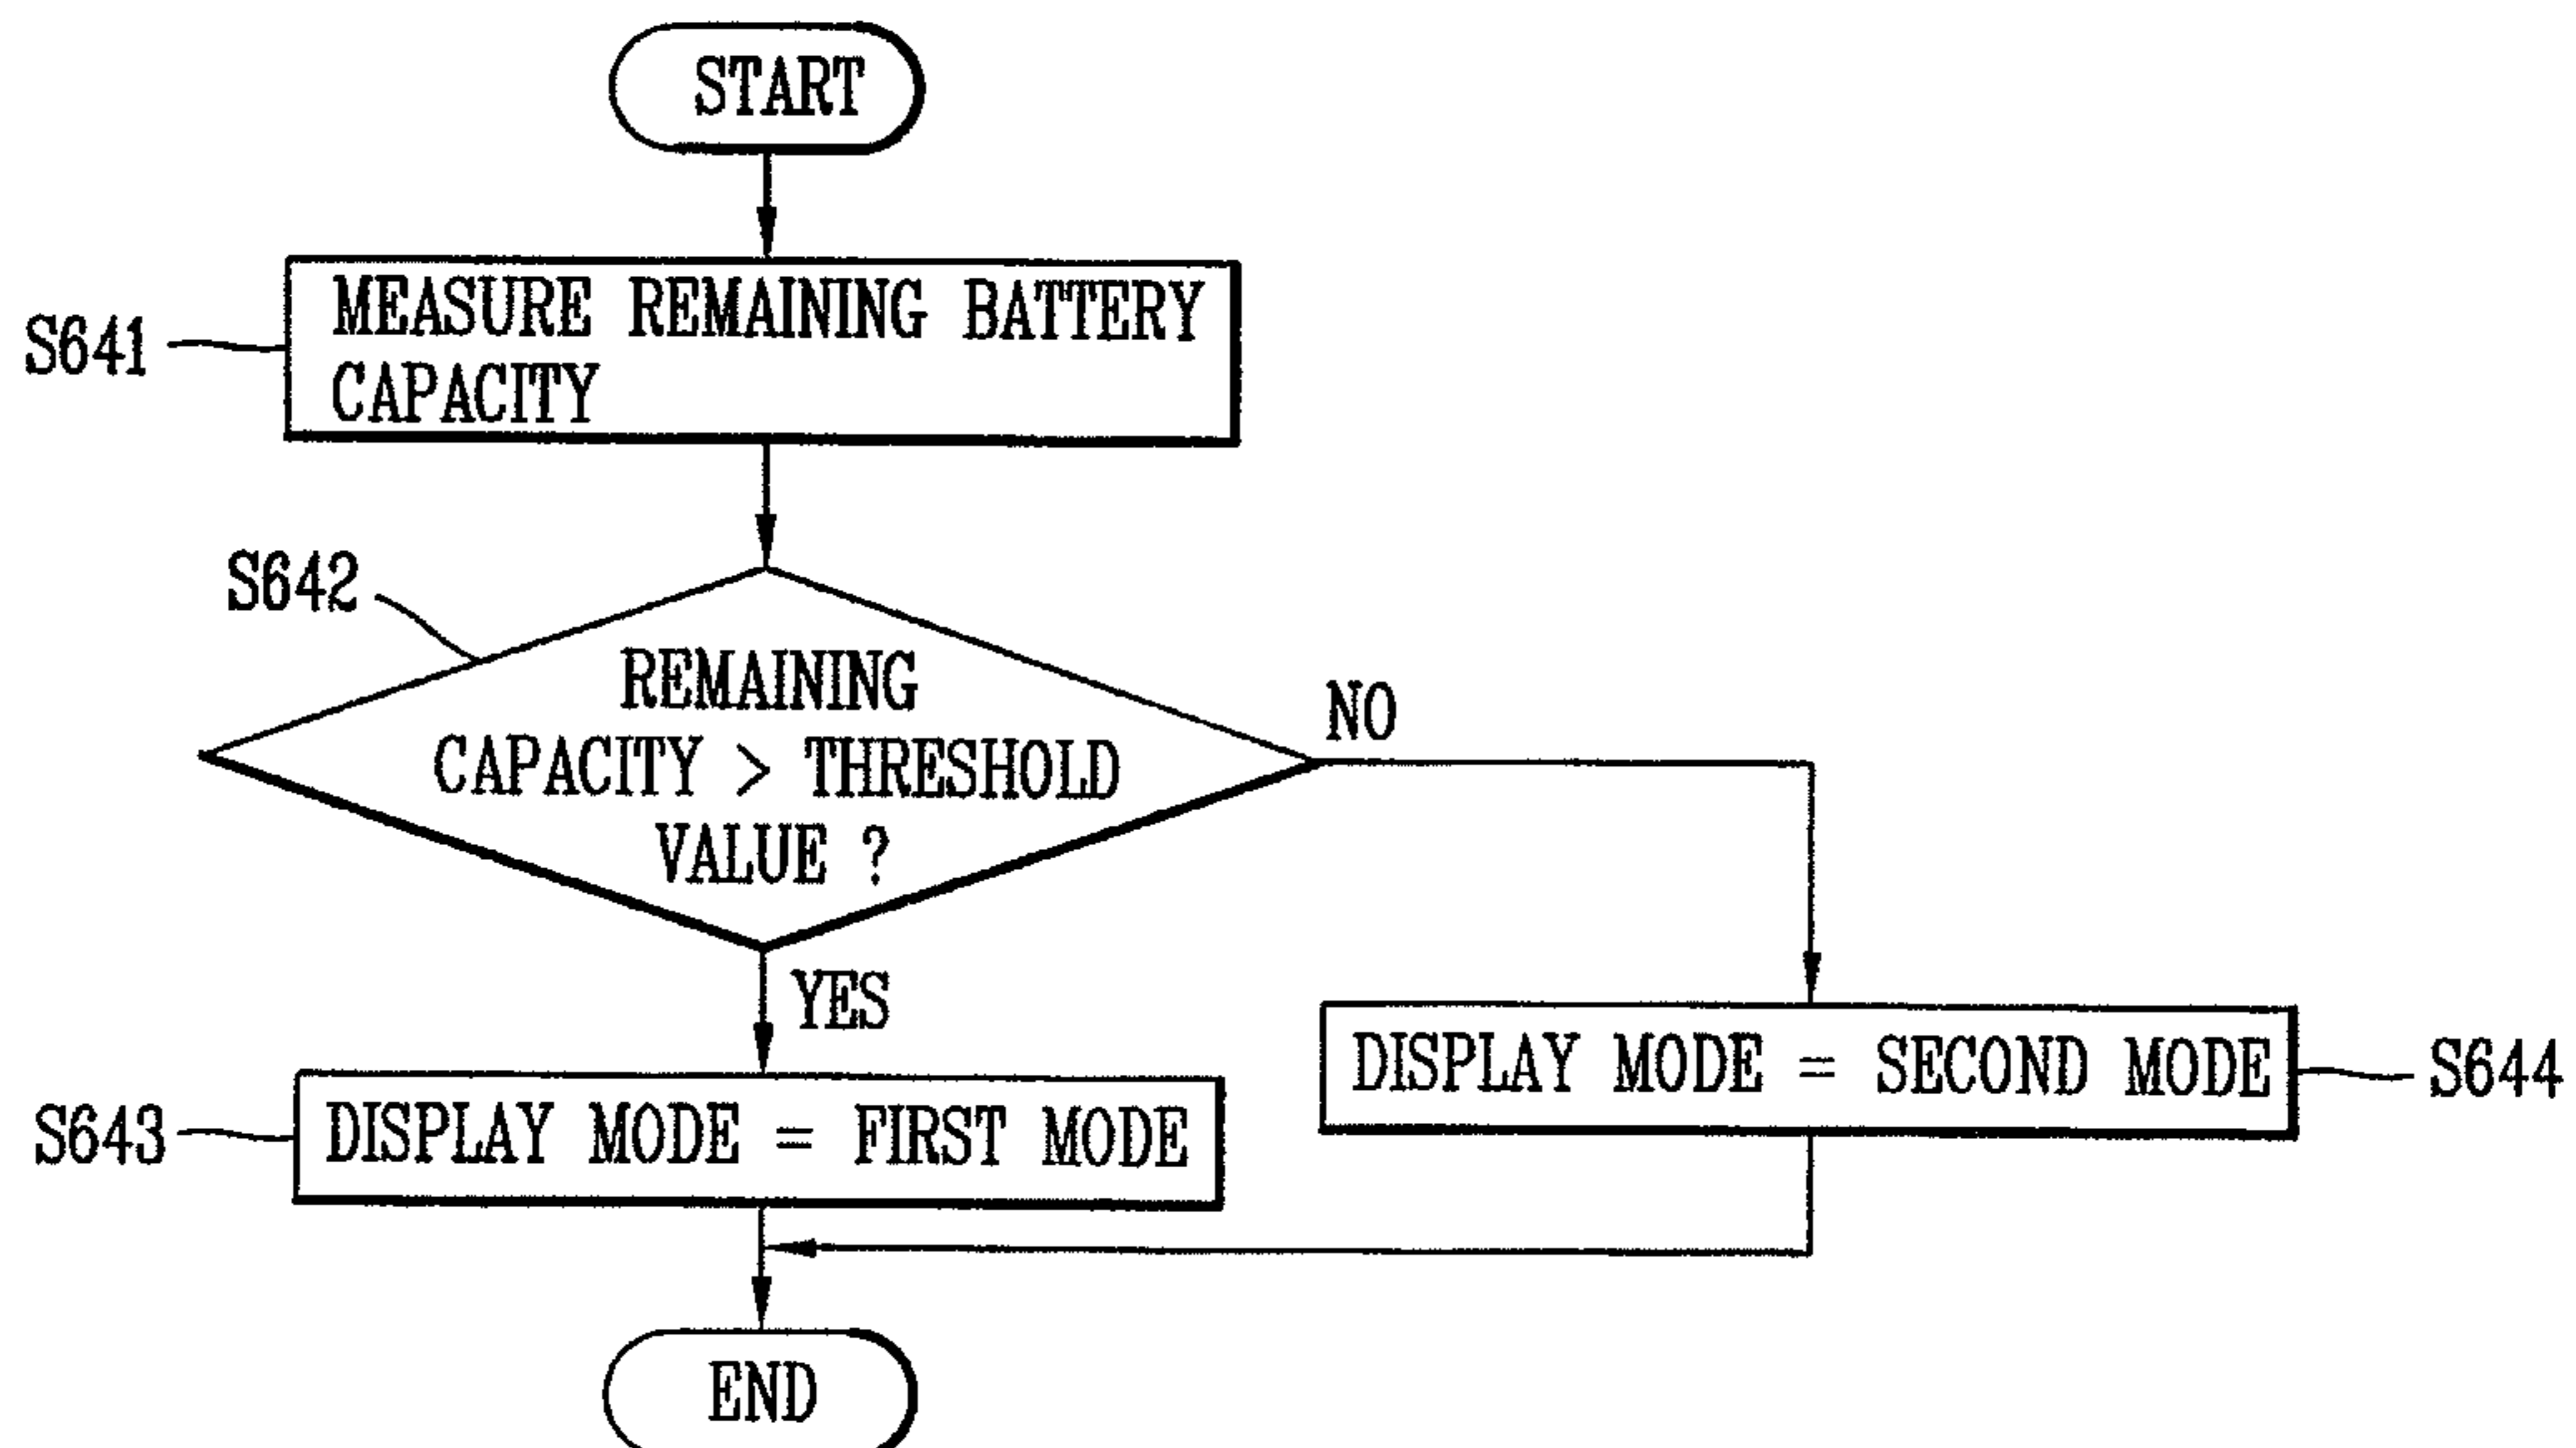 START
S641
MEASURE REMAINING BATTERY
CAPACITY
S642
REMAINING
CAPACITY > THRESHOLD
VALUE ?
NO
YES
DISPLAY MODE = SECOND MODE
S644
S643
DISPLAY MODE = FIRST MODE
END